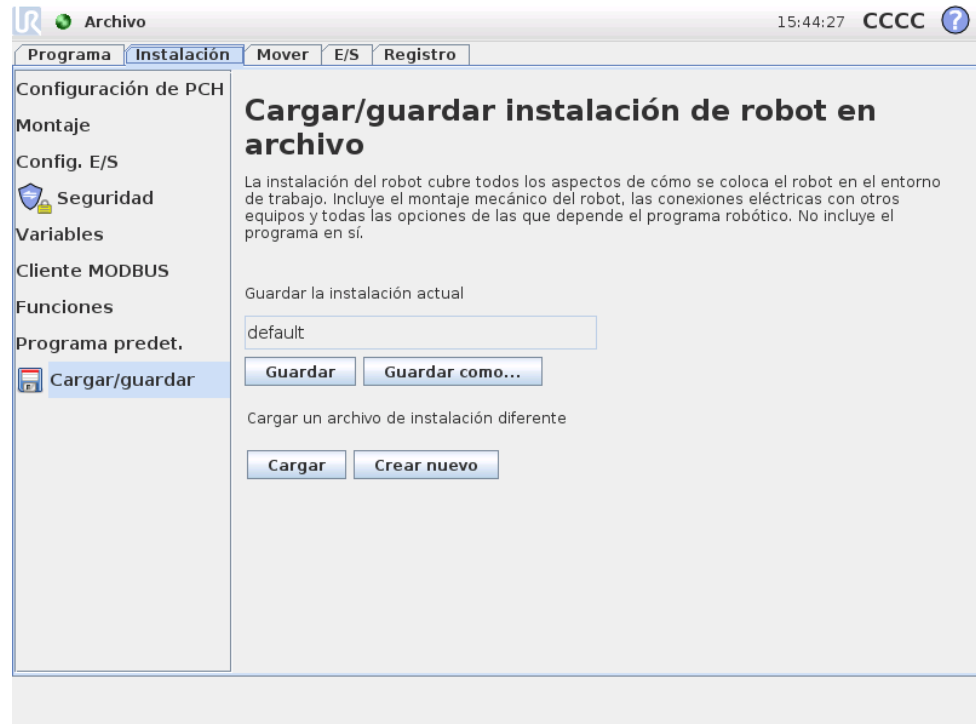 UR
Archivo
15:44:27 CCCC ?
Programa Instalación Mover E/S Registro
Configuración de PCH
Montaje
Config. E/S
Seguridad
Variables
Cliente MODBUS
Funciones
Programa predet.
Cargar/guardar
Cargar/guardar instalación de robot en
archivo
La instalación del robot cubre todos los aspectos de cómo se coloca el robot en el entorno
de trabajo. Incluye el montaje mecánico del robot, las conexiones eléctricas con otros
equipos y todas las opciones de las que depende el programa robótico. No incluye el
programa en sí.
Guardar la instalación actual
default
Guardar Guardar como...
Cargar un archivo de instalación diferente
Cargar Crear nuevo